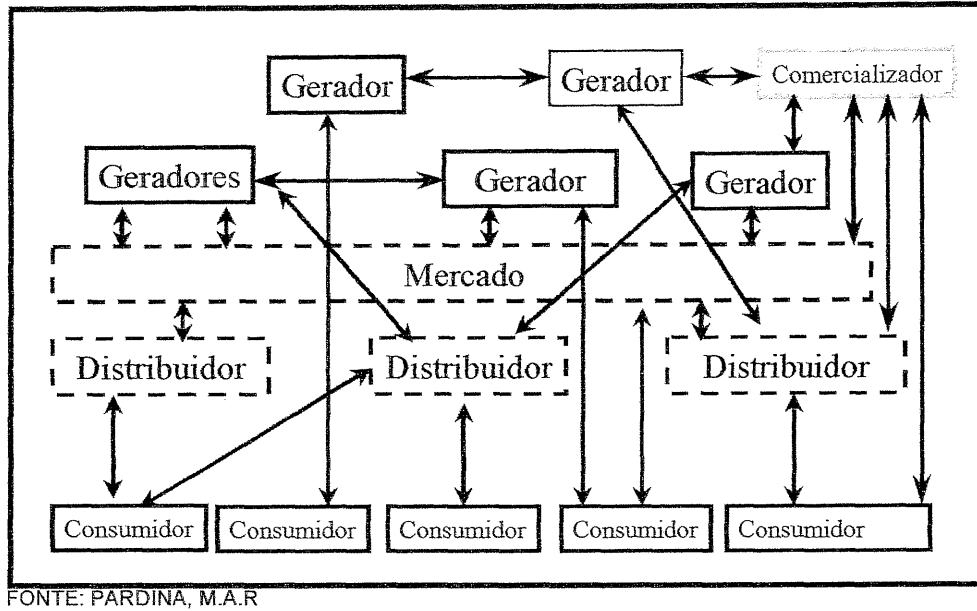 Gerador
Gerador
Comercializador
Geradores
Gerador
Gerador
Mercado
Distribuidor
Distribuidor
Distribuidor
Consumidor
Consumidor
Consumidor
Consumidor
Consumidor
FONTE: PARDINA, M.A.R